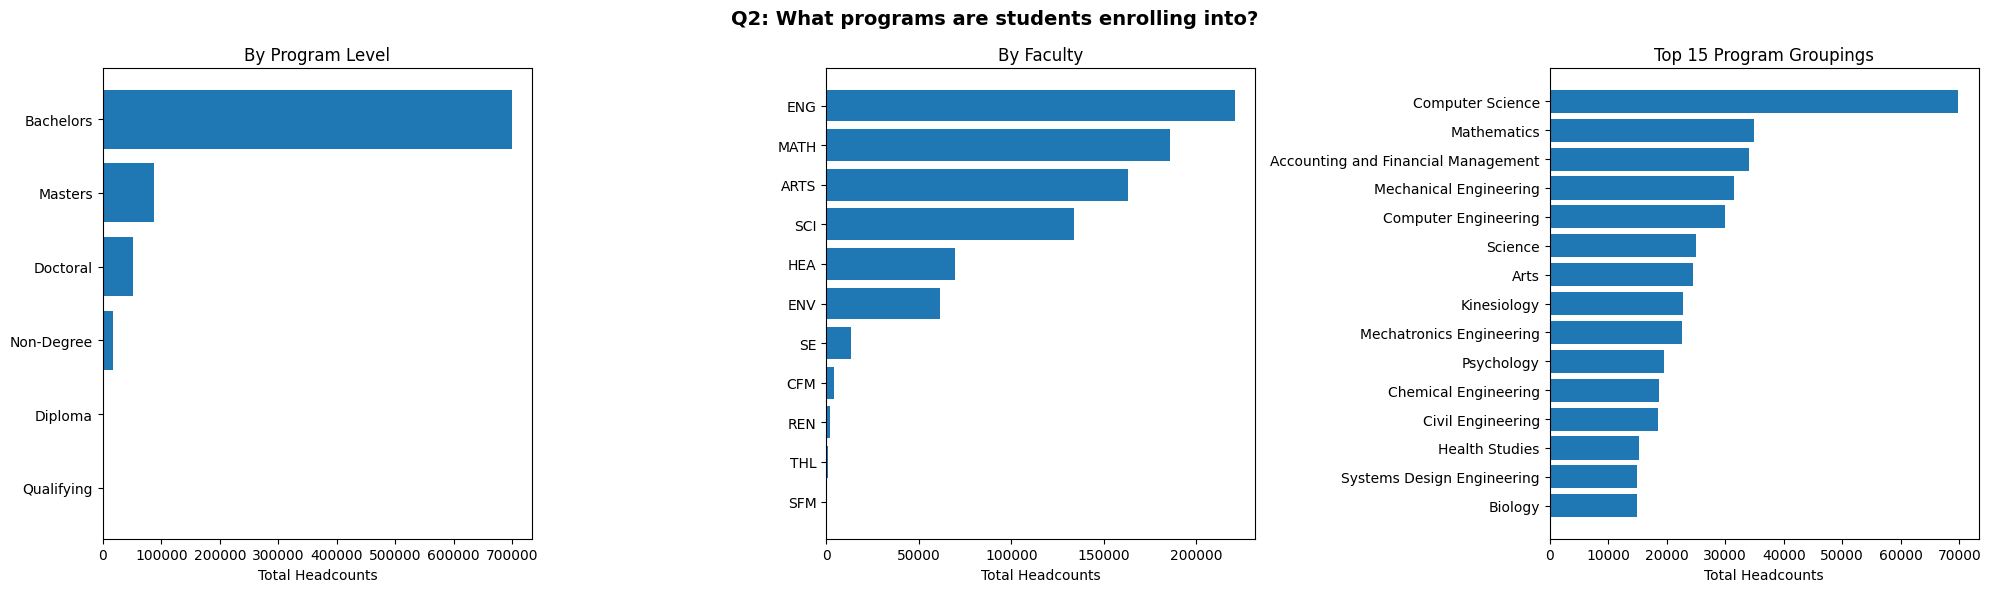 Q2: What programs are students enrolling into?
By Program Level
Bachelors
Masters
Doctoral
Non-Degree
Diploma
Qualifying
0 100000 200000 300000 400000 500000 600000 700000
Total Headcounts
By Faculty
ENG
MATH
ARTS
SCI
HEA
ENV
SE
CFM
REN
THL
SFM
0 50000 100000 150000 200000
Total Headcounts
Top 15 Program Groupings
Computer Science
Mathematics
Accounting and Financial Management
Mechanical Engineering
Computer Engineering
Science
Arts
Kinesiology
Mechatronics Engineering
Psychology
Chemical Engineering
Civil Engineering
Health Studies
Systems Design Engineering
Biology
0 10000 20000 30000 40000 50000 60000 70000
Total Headcounts